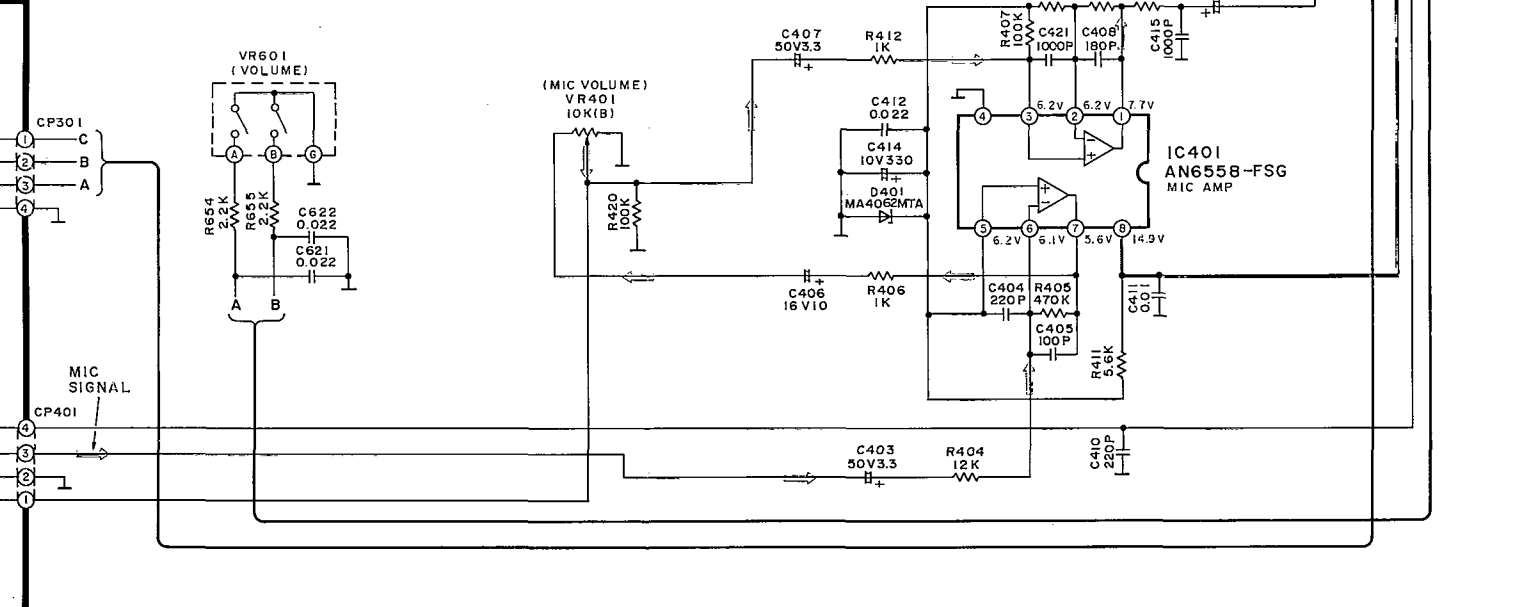 VR601
(VOLUME)
CP301
1 C
2 B
3 A
4
A B G
R654
2.2K
R655
2.2K
C622
0.022
C621
0.022
A B
MIC
SIGNAL
CP401
4
3
2
1
(MIC VOLUME)
VR401
10K(B)
R420
100K
C407
50V3.3
+
R412
1K
C412
0.022
C414
10V330
+
D401
MA4062MTA
C406
16V10
+
R406
1K
R407
100K
C421
1000P
C408
180P
C415
1000P
+
4 3 6.2V 2 6.2V 1 7.7V
-
+
IC401
AN6558-FSG
MIC AMP
+
-
5 6.2V 6 6.1V 7 5.6V 8 14.9V
C404
220P
R405
470K
C405
100P
C411
0.01
R411
5.6K
C403
50V3.3
+
R404
12K
C410
220P